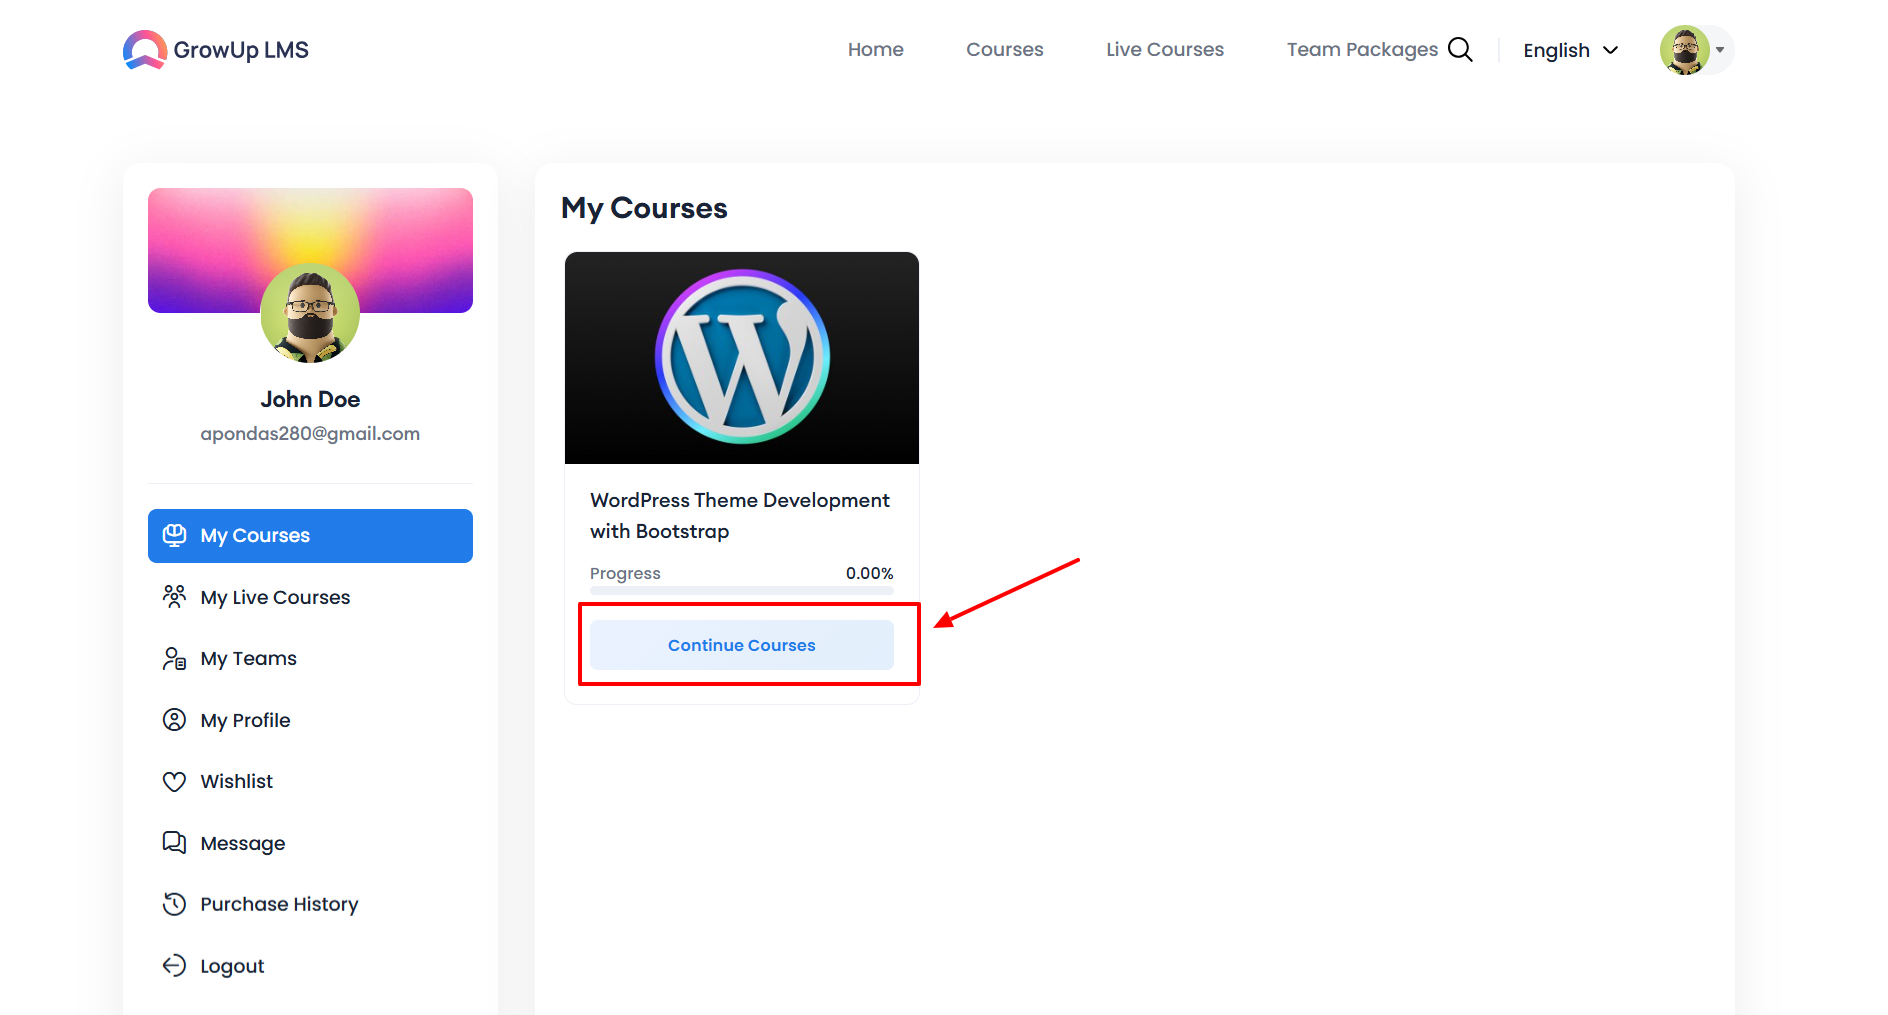 GrowUp LMS
Home
Courses
Live Courses
Team Packages
English
John Doe
apondas280@gmail.com
My Courses
My Live Courses
My Teams
My Profile
Wishlist
Message
Purchase History
Logout
My Courses
WordPress Theme Development
with Bootstrap
Progress 0.00%
Continue Courses